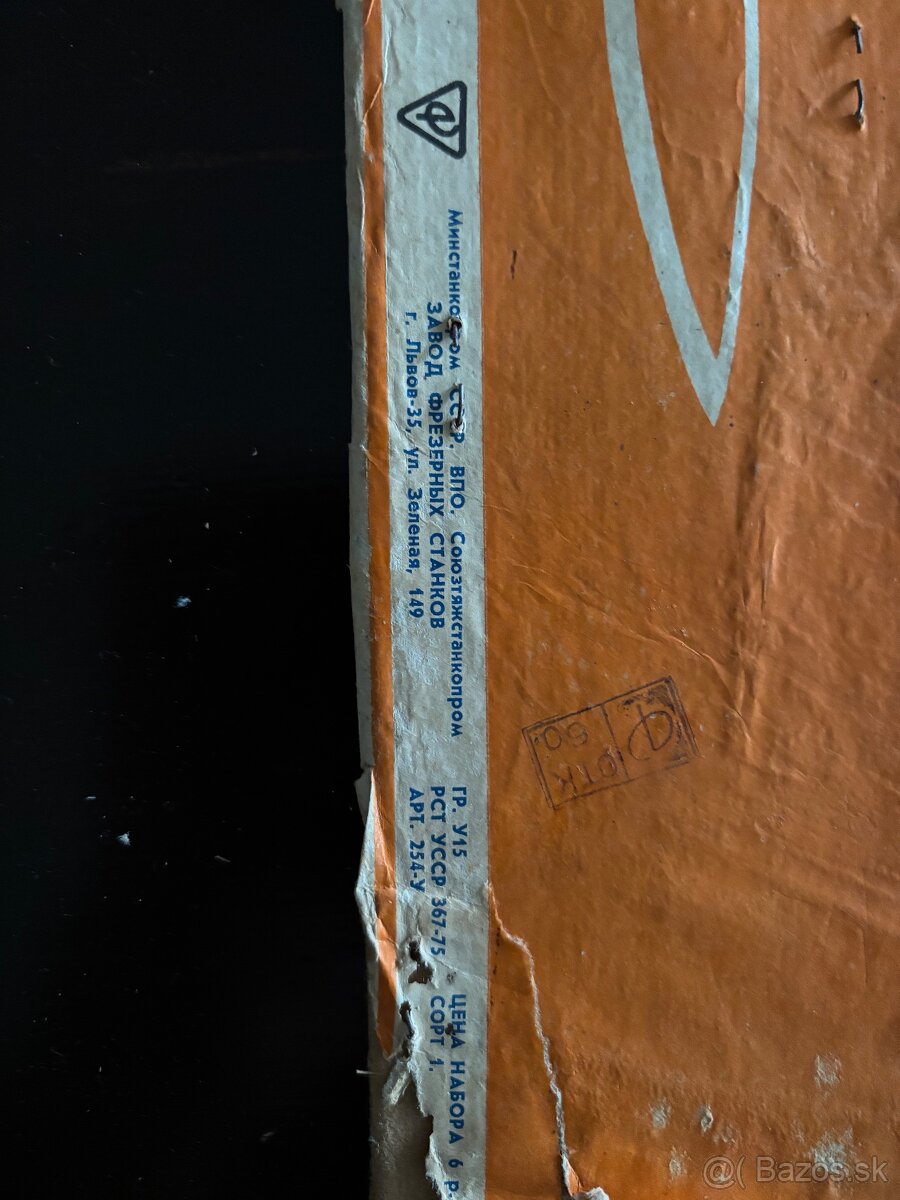 Минстанкопром СССР. ВПО. Союзтяжстанкопром
ЗАВОД ФРЕЗЕРНЫХ СТАНКОВ
г. Львов-35, ул. Зеленая, 149
ГР. У15
РСТ УССР 367-75
АРТ. 254-У
ЦЕНА НАБОРА 6 р.
СОРТ 1.
ОТК
50.
@( Bazos.sk